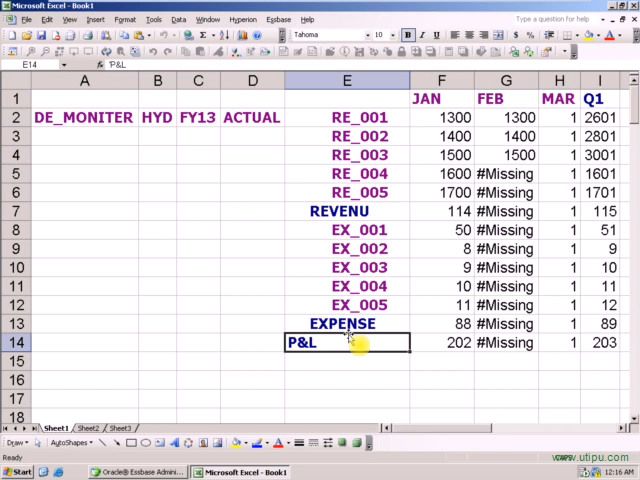 Microsoft Excel - Book1
File Edit View Insert Format Tools Data Window Hyperion Essbase Help Type a question for help
Tahoma 10 B I U
E14 'P&L
A B C D E F G H I
1 JAN FEB MAR Q1
2 DE_MONITER HYD FY13 ACTUAL RE_001 1300 1300 1 2601
3 RE_002 1400 1400 1 2801
4 RE_003 1500 1500 1 3001
5 RE_004 1600 #Missing 1 1601
6 RE_005 1700 #Missing 1 1701
7 REVENU 114 #Missing 1 115
8 EX_001 50 #Missing 1 51
9 EX_002 8 #Missing 1 9
10 EX_003 9 #Missing 1 10
11 EX_004 10 #Missing 1 11
12 EX_005 11 #Missing 1 12
13 EXPENSE 88 #Missing 1 89
14 P&L 202 #Missing 1 203
15
16
17
18
Sheet1 Sheet2 Sheet3
Draw AutoShapes
Ready CAPS
www.utipu.com
Start Oracle® Essbase Admini... Microsoft Excel - Book1 12:16 AM